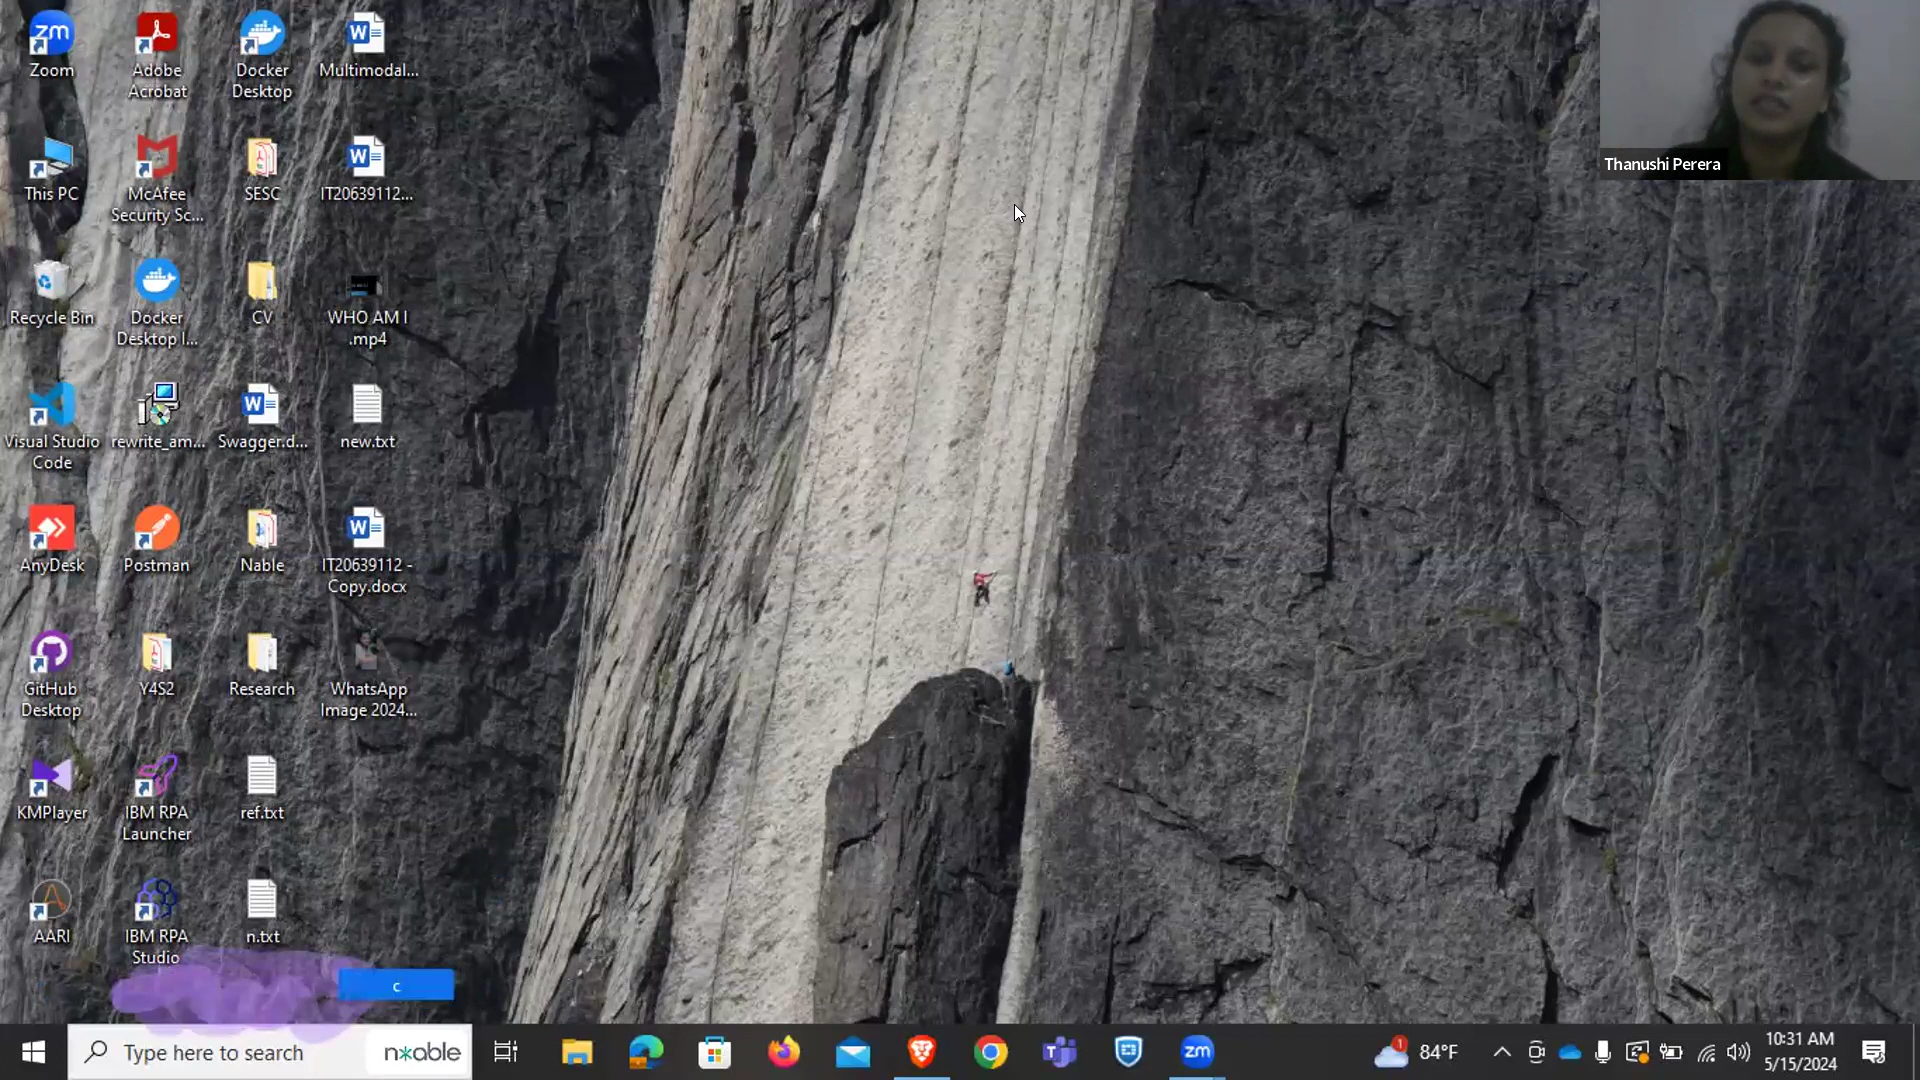 zm
Zoom
Adobe
Acrobat
Docker
Desktop
Multimodal...
Thanushi Perera
This PC
McAfee
Security Sc...
SESC
IT20639112...
Recycle Bin
Docker
Desktop I...
CV
WHO AM I
.mp4
Visual Studio
Code
rewrite_am...
Swagger.d...
new.txt
AnyDesk
Postman
Nable
IT20639112 -
Copy.docx
GitHub
Desktop
Y4S2
Research
WhatsApp
Image 2024...
KMPlayer
IBM RPA
Launcher
ref.txt
AARI
IBM RPA
Studio
n.txt
c
Type here to search
n*able
zm
1
84°F
10:31 AM
5/15/2024